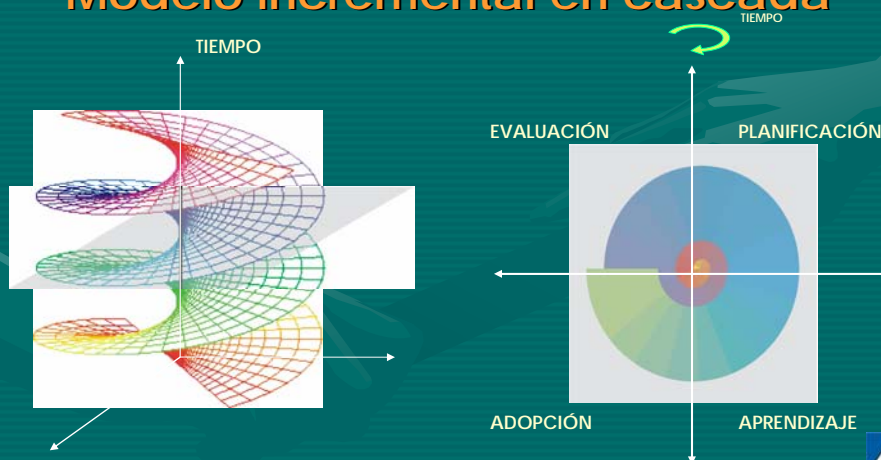 Modelo incremental en cascada
TIEMPO
TIEMPO
EVALUACIÓN
PLANIFICACIÓN
ADOPCIÓN
APRENDIZAJE